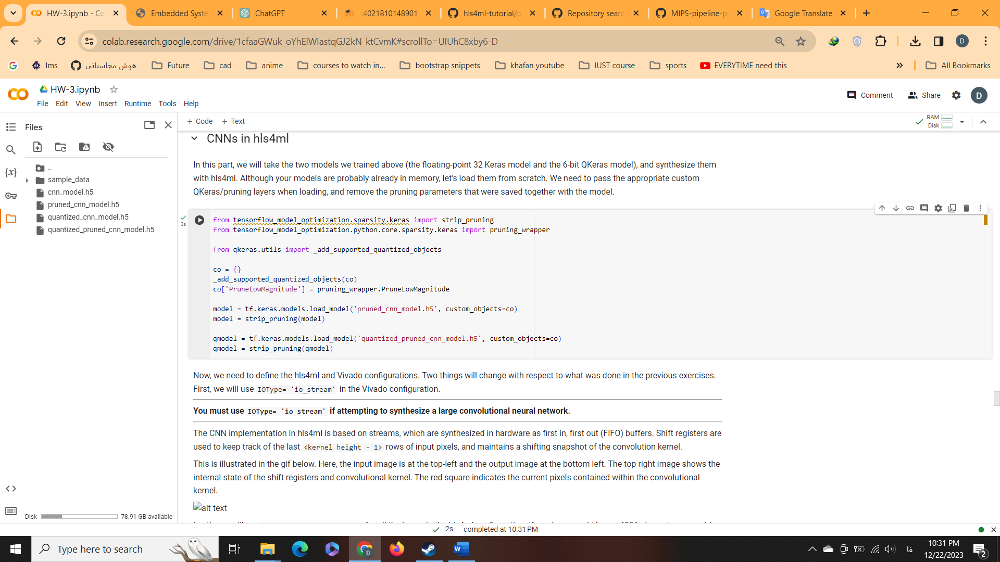 HW-3.ipynb - Co
Embedded Syste
ChatGPT
:4021810148901
hls4ml-tutorial/p
Repository searc
MIPS-pipeline-p
Google Translate
colab.research.google.com/drive/1cfaaGWuk_oYhElWIastqGJ2kN_ktCvmK#scrollTo=UIUhC8xby6-D
D
lms
هوش محاسباتی
Future
cad
anime
courses to watch in...
bootstrap snippets
khafan youtube
IUST course
sports
EVERYTIME need this
All Bookmarks
HW-3.ipynb
File Edit View Insert Runtime Tools Help
Comment
Share
D
Files
+ Code + Text
RAM
Disk
..
sample_data
cnn_model.h5
pruned_cnn_model.h5
quantized_cnn_model.h5
quantized_pruned_cnn_model.h5
Disk
78.91 GB available
CNNs in hls4ml
In this part, we will take the two models we trained above (the floating-point 32 Keras model and the 6-bit QKeras model), and synthesize them
with hls4ml. Although your models are probably already in memory, let's load them from scratch. We need to pass the appropriate custom
QKeras/pruning layers when loading, and remove the pruning parameters that were saved together with the model.
3s
from tensorflow_model_optimization.sparsity.keras import strip_pruning
from tensorflow_model_optimization.python.core.sparsity.keras import pruning_wrapper
from qkeras.utils import _add_supported_quantized_objects
co = {}
_add_supported_quantized_objects(co)
co['PruneLowMagnitude'] = pruning_wrapper.PruneLowMagnitude
model = tf.keras.models.load_model('pruned_cnn_model.h5', custom_objects=co)
model = strip_pruning(model)
qmodel = tf.keras.models.load_model('quantized_pruned_cnn_model.h5', custom_objects=co)
qmodel = strip_pruning(qmodel)
Now, we need to define the hls4ml and Vivado configurations. Two things will change with respect to what was done in the previous exercises.
First, we will use IOType= 'io_stream' in the Vivado configuration.
You must use IOType= 'io_stream' if attempting to synthesize a large convolutional neural network.
The CNN implementation in hls4ml is based on streams, which are synthesized in hardware as first in, first out (FIFO) buffers. Shift registers are
used to keep track of the last <kernel height - 1> rows of input pixels, and maintains a shifting snapshot of the convolution kernel.
This is illustrated in the gif below. Here, the input image is at the top-left and the output image at the bottom left. The top right image shows the
internal state of the shift registers and convolutional kernel. The red square indicates the current pixels contained within the convolutional
kernel.
alt text
2s completed at 10:31 PM
Type here to search
فا
10:31 PM
12/22/2023
2